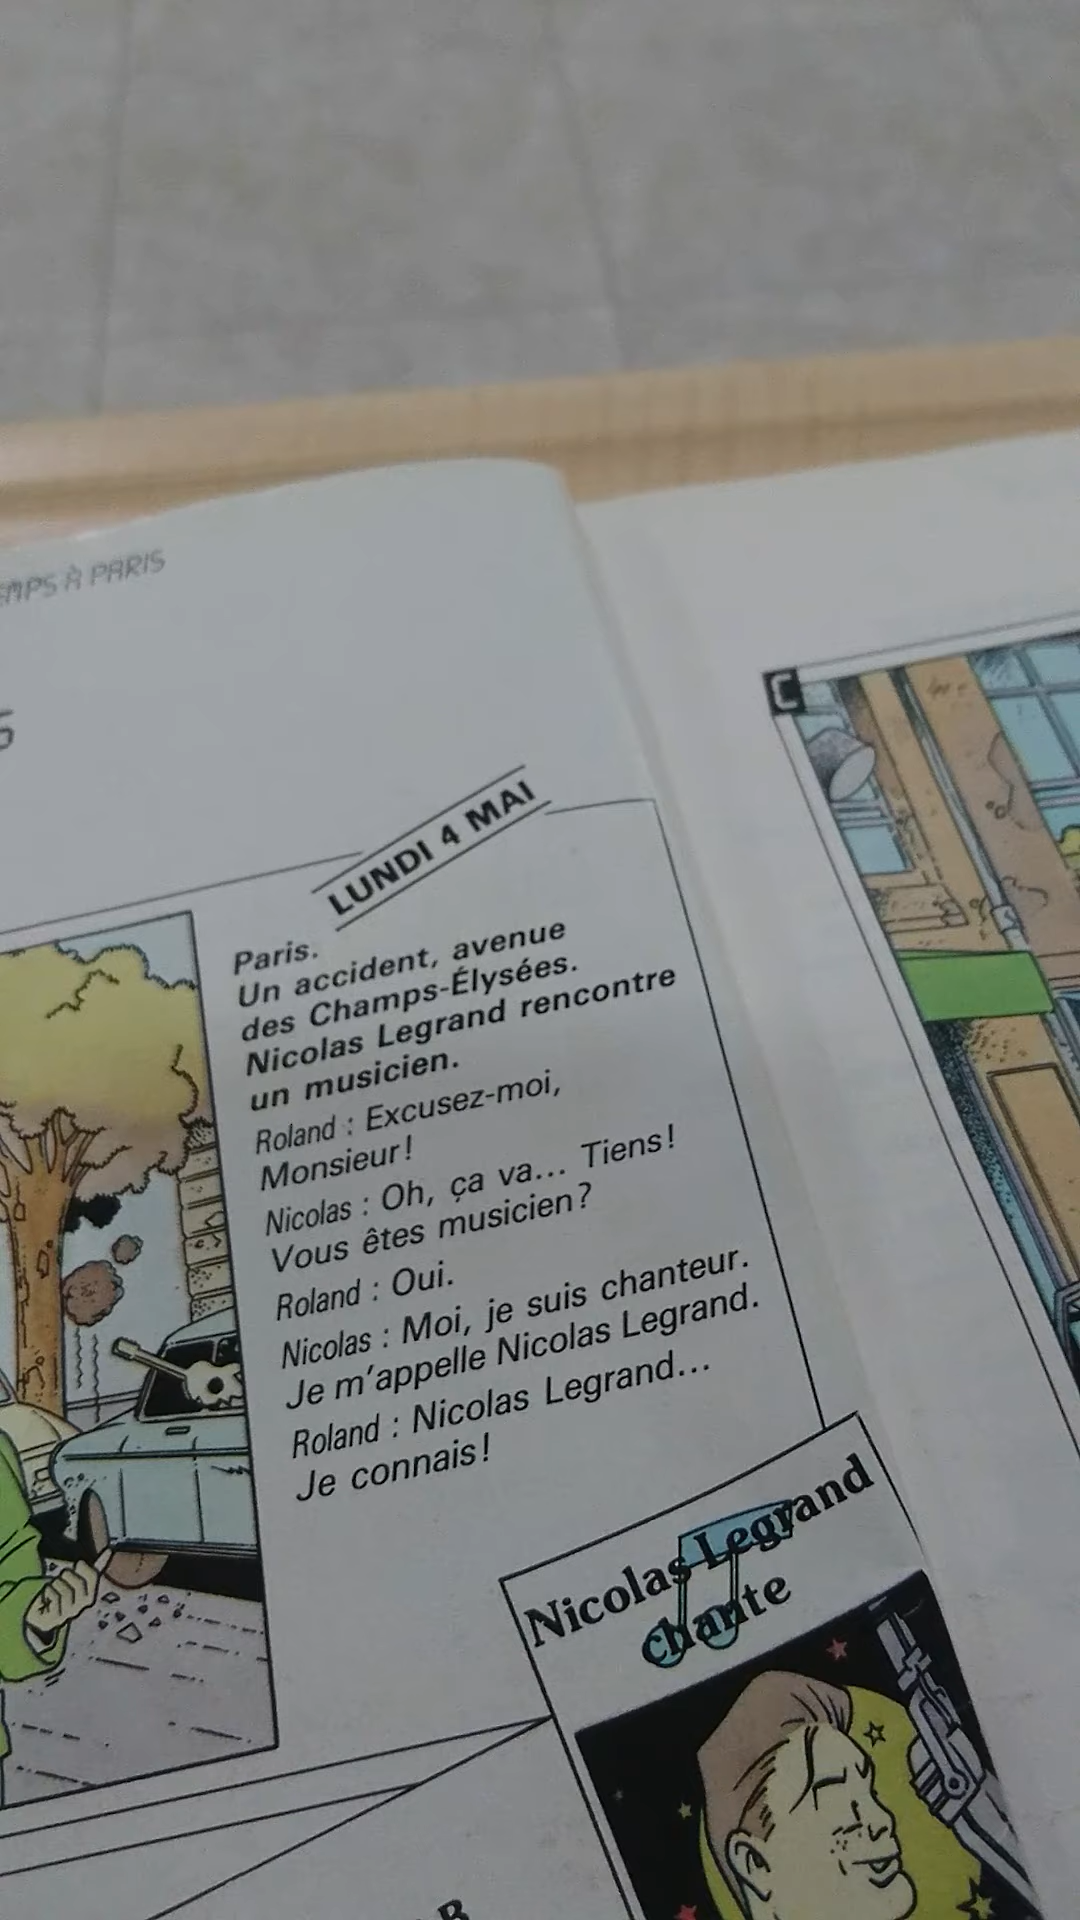 À PARIS
LUNDI 4 MAI
Paris.
Un accident, avenue
des Champs-Élysées.
Nicolas Legrand rencontre
un musicien.
Roland : Excusez-moi,
Monsieur !
Nicolas : Oh, ça va... Tiens !
Vous êtes musicien ?
Roland : Oui.
Nicolas : Moi, je suis chanteur.
Je m'appelle Nicolas Legrand.
Roland : Nicolas Legrand...
Je connais !
Nicolas Legrand
chante
C